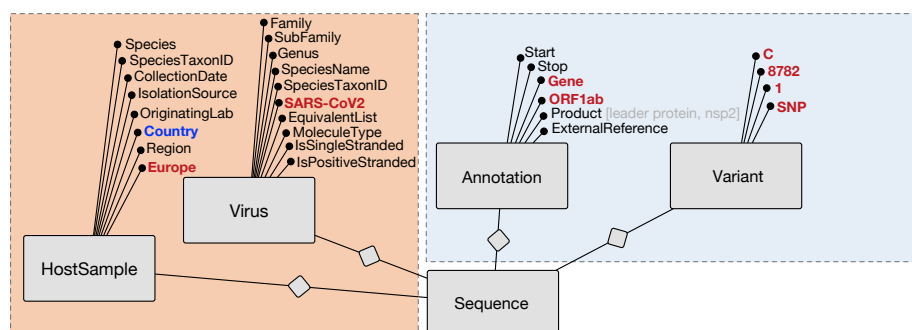 Species
SpeciesTaxonID
CollectionDate
IsolationSource
OriginatingLab
Country
Region
Europe
HostSample
Family
SubFamily
Genus
SpeciesName
SpeciesTaxonID
SARS-CoV2
EquivalentList
MoleculeType
IsSingleStranded
IsPositiveStranded
Virus
Start
Stop
Gene
ORF1ab
Product [leader protein, nsp2]
ExternalReference
Annotation
C
8782
1
SNP
Variant
Sequence